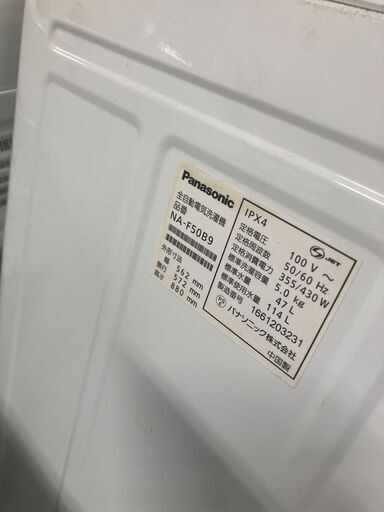 Panasonic
全自動電気洗濯機
品番
NA-F50B9
外形寸法
幅 562 mm
奥行 572 mm
高さ 880 mm
IPX4
定格電圧 100 V ～
定格周波数 50/60 Hz
定格消費電力 355/430 W
標準洗濯容量 5.0 kg
標準水量 47 L
標準使用水量 114 L
製造番号 1661203231
パナソニック株式会社
中国製
S JET